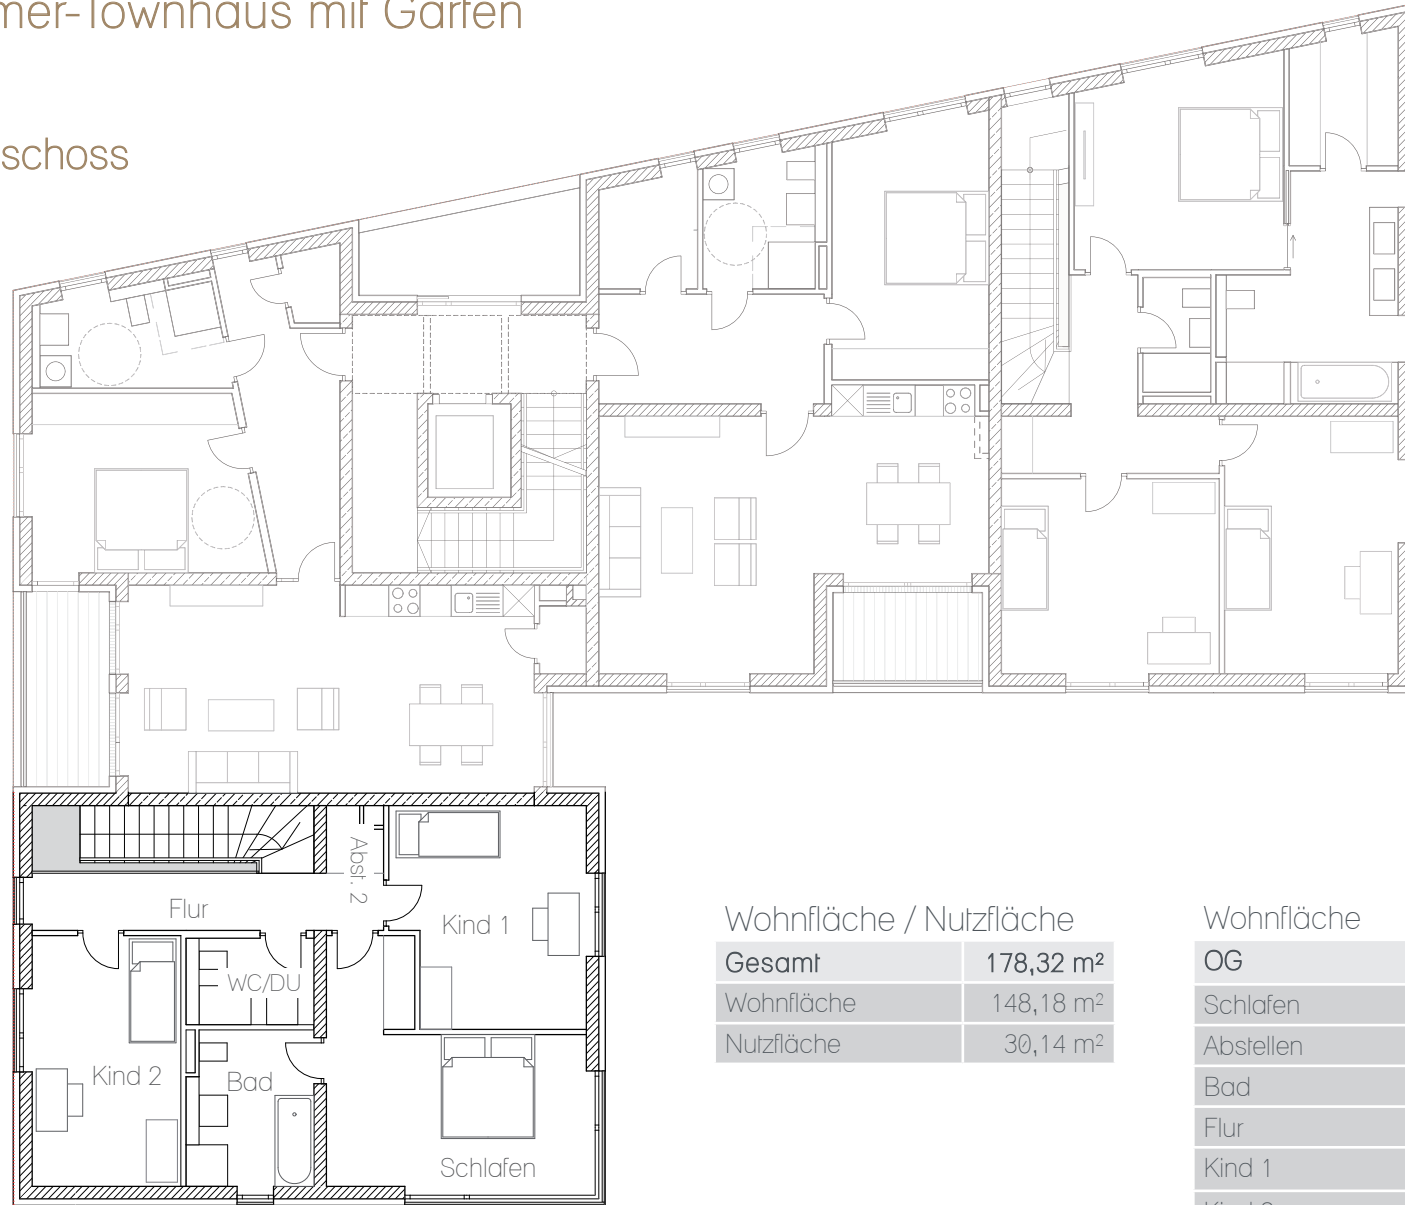 mer-Townhaus mit Garten
schoss
Abst. 2
Flur
Kind 1
WC/DU
Kind 2
Bad
Schlafen
Wohnfläche / Nutzfläche
Gesamt 178,32 m²
Wohnfläche 148,18 m²
Nutzfläche 30,14 m²
Wohnfläche
OG
Schlafen
Abstellen
Bad
Flur
Kind 1